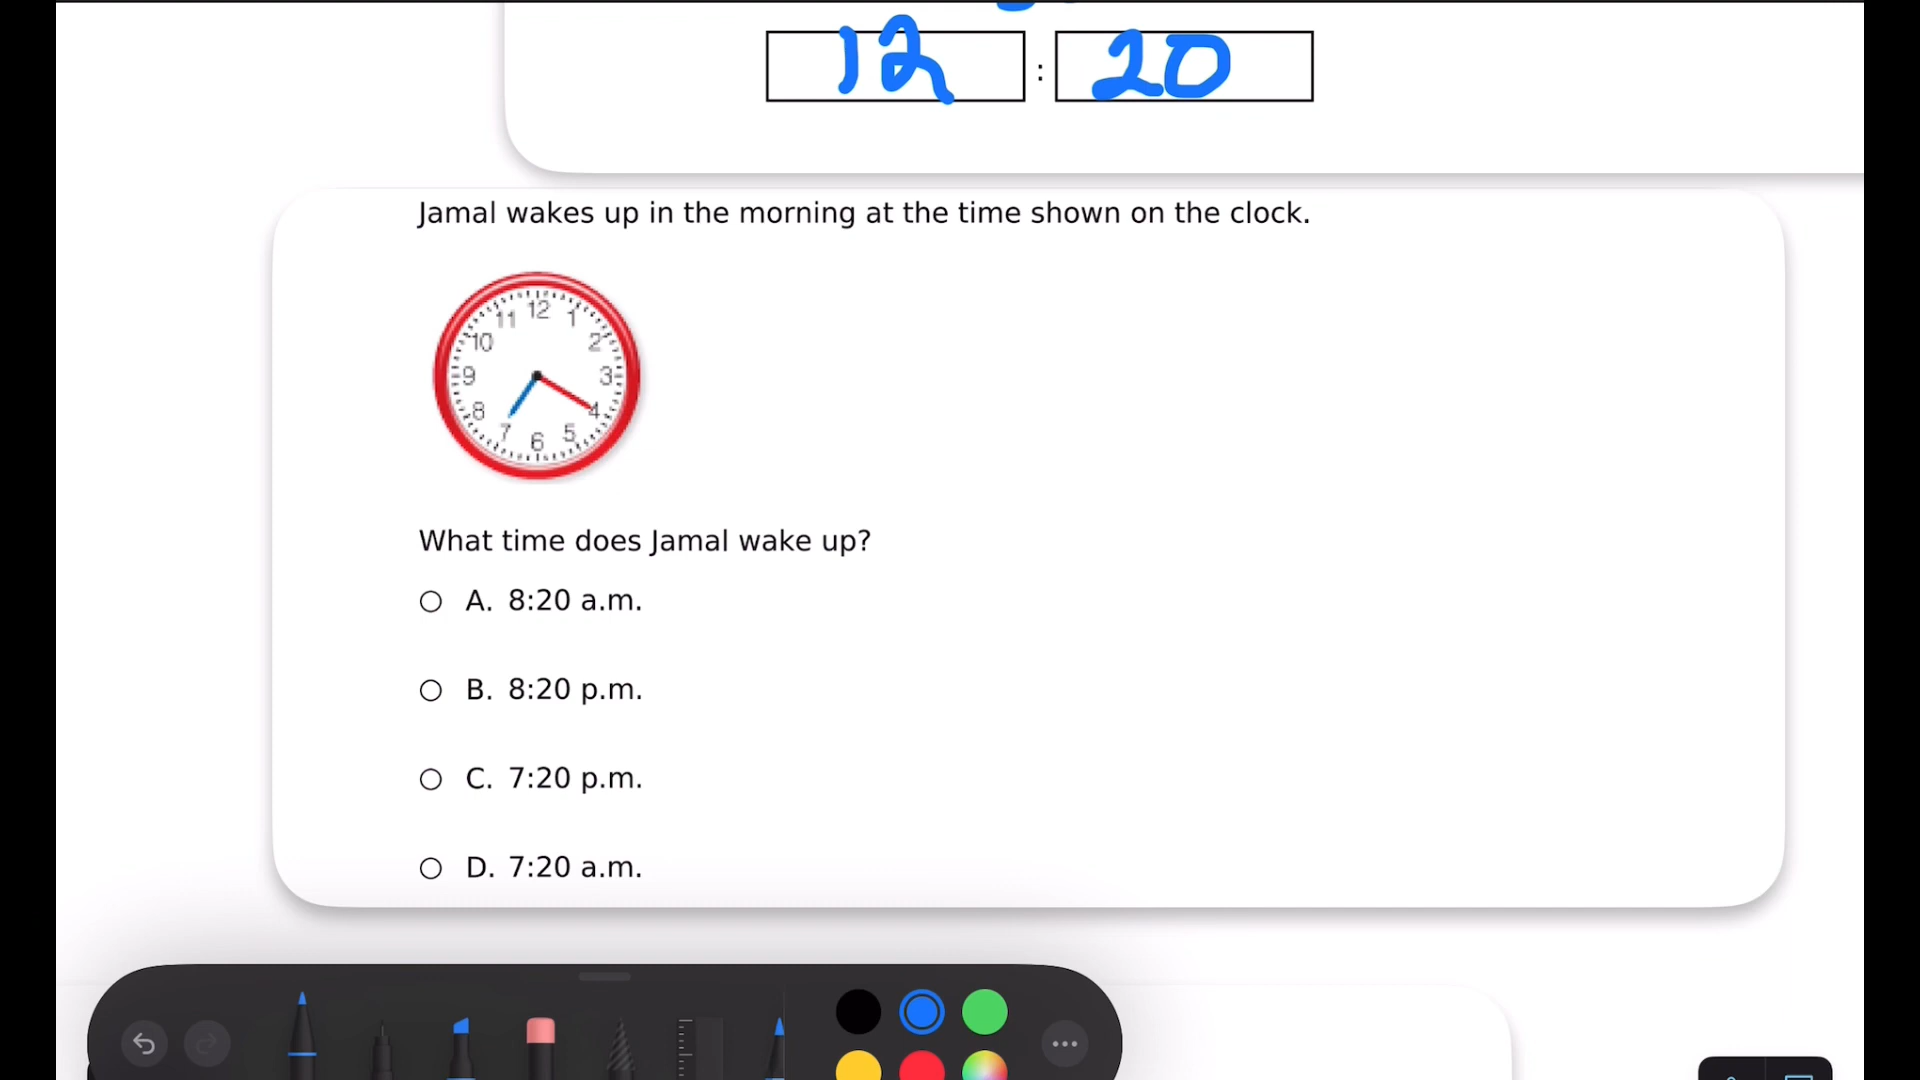 12 : 20
Jamal wakes up in the morning at the time shown on the clock.
12
11 1
10 2
9 3
8 4
7 5
6
What time does Jamal wake up?
A. 8:20 a.m.
B. 8:20 p.m.
C. 7:20 p.m.
D. 7:20 a.m.